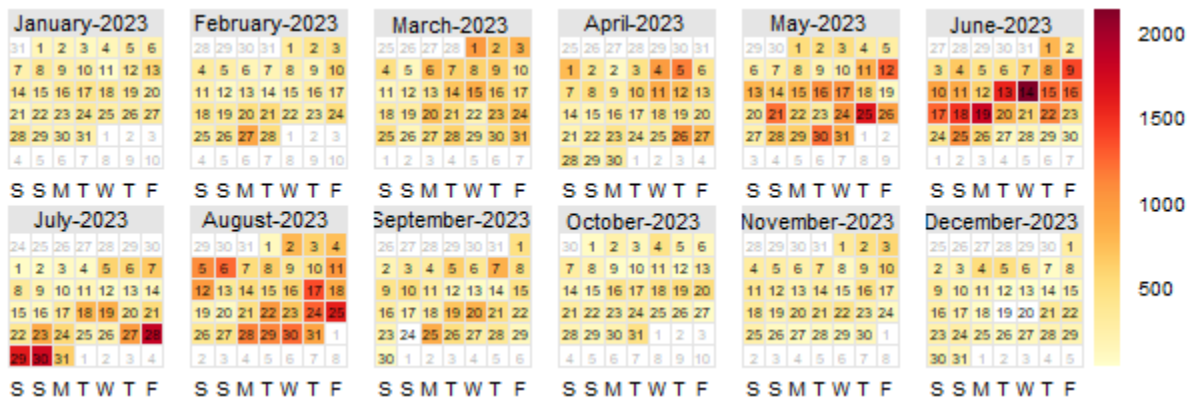 January-2023
31 1 2 3 4 5 6
7 8 9 10 11 12 13
14 15 16 17 18 19 20
21 22 23 24 25 26 27
28 29 30 31 1 2 3
4 5 6 7 8 9 10
S S M T W T F
February-2023
28 29 30 31 1 2 3
4 5 6 7 8 9 10
11 12 13 14 15 16 17
18 19 20 21 22 23 24
25 26 27 28 1 2 3
4 5 6 7 8 9 10
S S M T W T F
March-2023
25 26 27 28 1 2 3
4 5 6 7 8 9 10
11 12 13 14 15 16 17
18 19 20 21 22 23 24
25 26 27 28 29 30 31
1 2 3 4 5 6 7
S S M T W T F
April-2023
25 26 27 28 29 30 31
1 2 2 3 4 5 6
7 8 9 10 11 12 13
14 15 16 17 18 19 20
21 22 23 24 25 26 27
28 29 30 1 2 3 4
S S M T W T F
May-2023
29 30 1 2 3 4 5
6 7 8 9 10 11 12
13 14 15 16 17 18 19
20 21 22 23 24 25 26
27 28 29 30 31 1 2
3 4 5 6 7 8 9
S S M T W T F
June-2023
27 28 29 30 31 1 2
3 4 5 6 7 8 9
10 11 12 13 14 15 16
17 18 19 20 21 22 23
24 25 26 27 28 29 30
1 2 3 4 5 6 7
S S M T W T F
July-2023
24 25 26 27 28 29 30
1 2 3 4 5 6 7
8 9 10 11 12 13 14
15 16 17 18 19 20 21
22 23 24 25 26 27 28
29 30 31 1 2 3 4
S S M T W T F
August-2023
29 30 31 1 2 3 4
5 6 7 8 9 10 11
12 13 14 15 16 17 18
19 20 21 22 23 24 25
26 27 28 29 30 31 1
2 3 4 5 6 7 8
S S M T W T F
September-2023
26 27 28 29 30 31 1
2 3 4 5 6 7 8
9 10 11 12 13 14 15
16 17 18 19 20 21 22
23 24 25 26 27 28 29
30 1 2 3 4 5 6
S S M T W T F
October-2023
30 1 2 3 4 5 6
7 8 9 10 11 12 13
14 15 16 17 18 19 20
21 22 23 24 25 26 27
28 29 30 31 1 2 3
4 5 6 7 8 9 10
S S M T W T F
November-2023
28 29 30 31 1 2 3
4 5 6 7 8 9 10
11 12 13 14 15 16 17
18 19 20 21 22 23 24
25 26 27 28 29 30 1
2 3 4 5 6 7 8
S S M T W T F
December-2023
25 26 27 28 29 30 1
2 3 4 5 6 7 8
9 10 11 12 13 14 15
16 17 18 19 20 21 22
23 24 25 26 27 28 29
30 31 1 2 3 4 5
S S M T W T F
2000
1500
1000
500